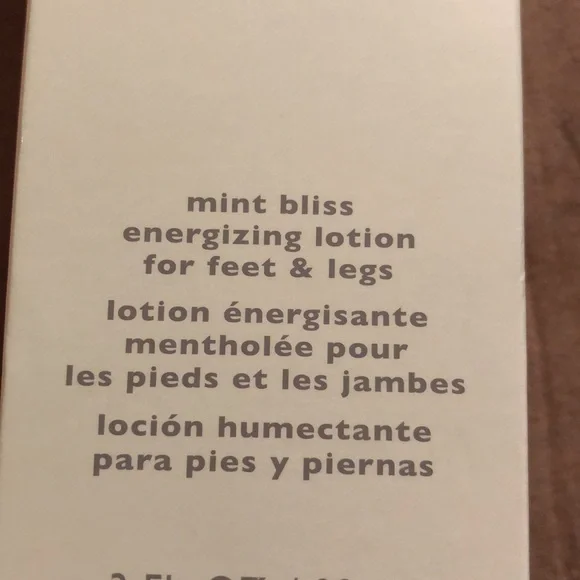 mint bliss
energizing lotion
for feet & legs
lotion énergisante
mentholée pour
les pieds et les jambes
loción humectante
para pies y piernas